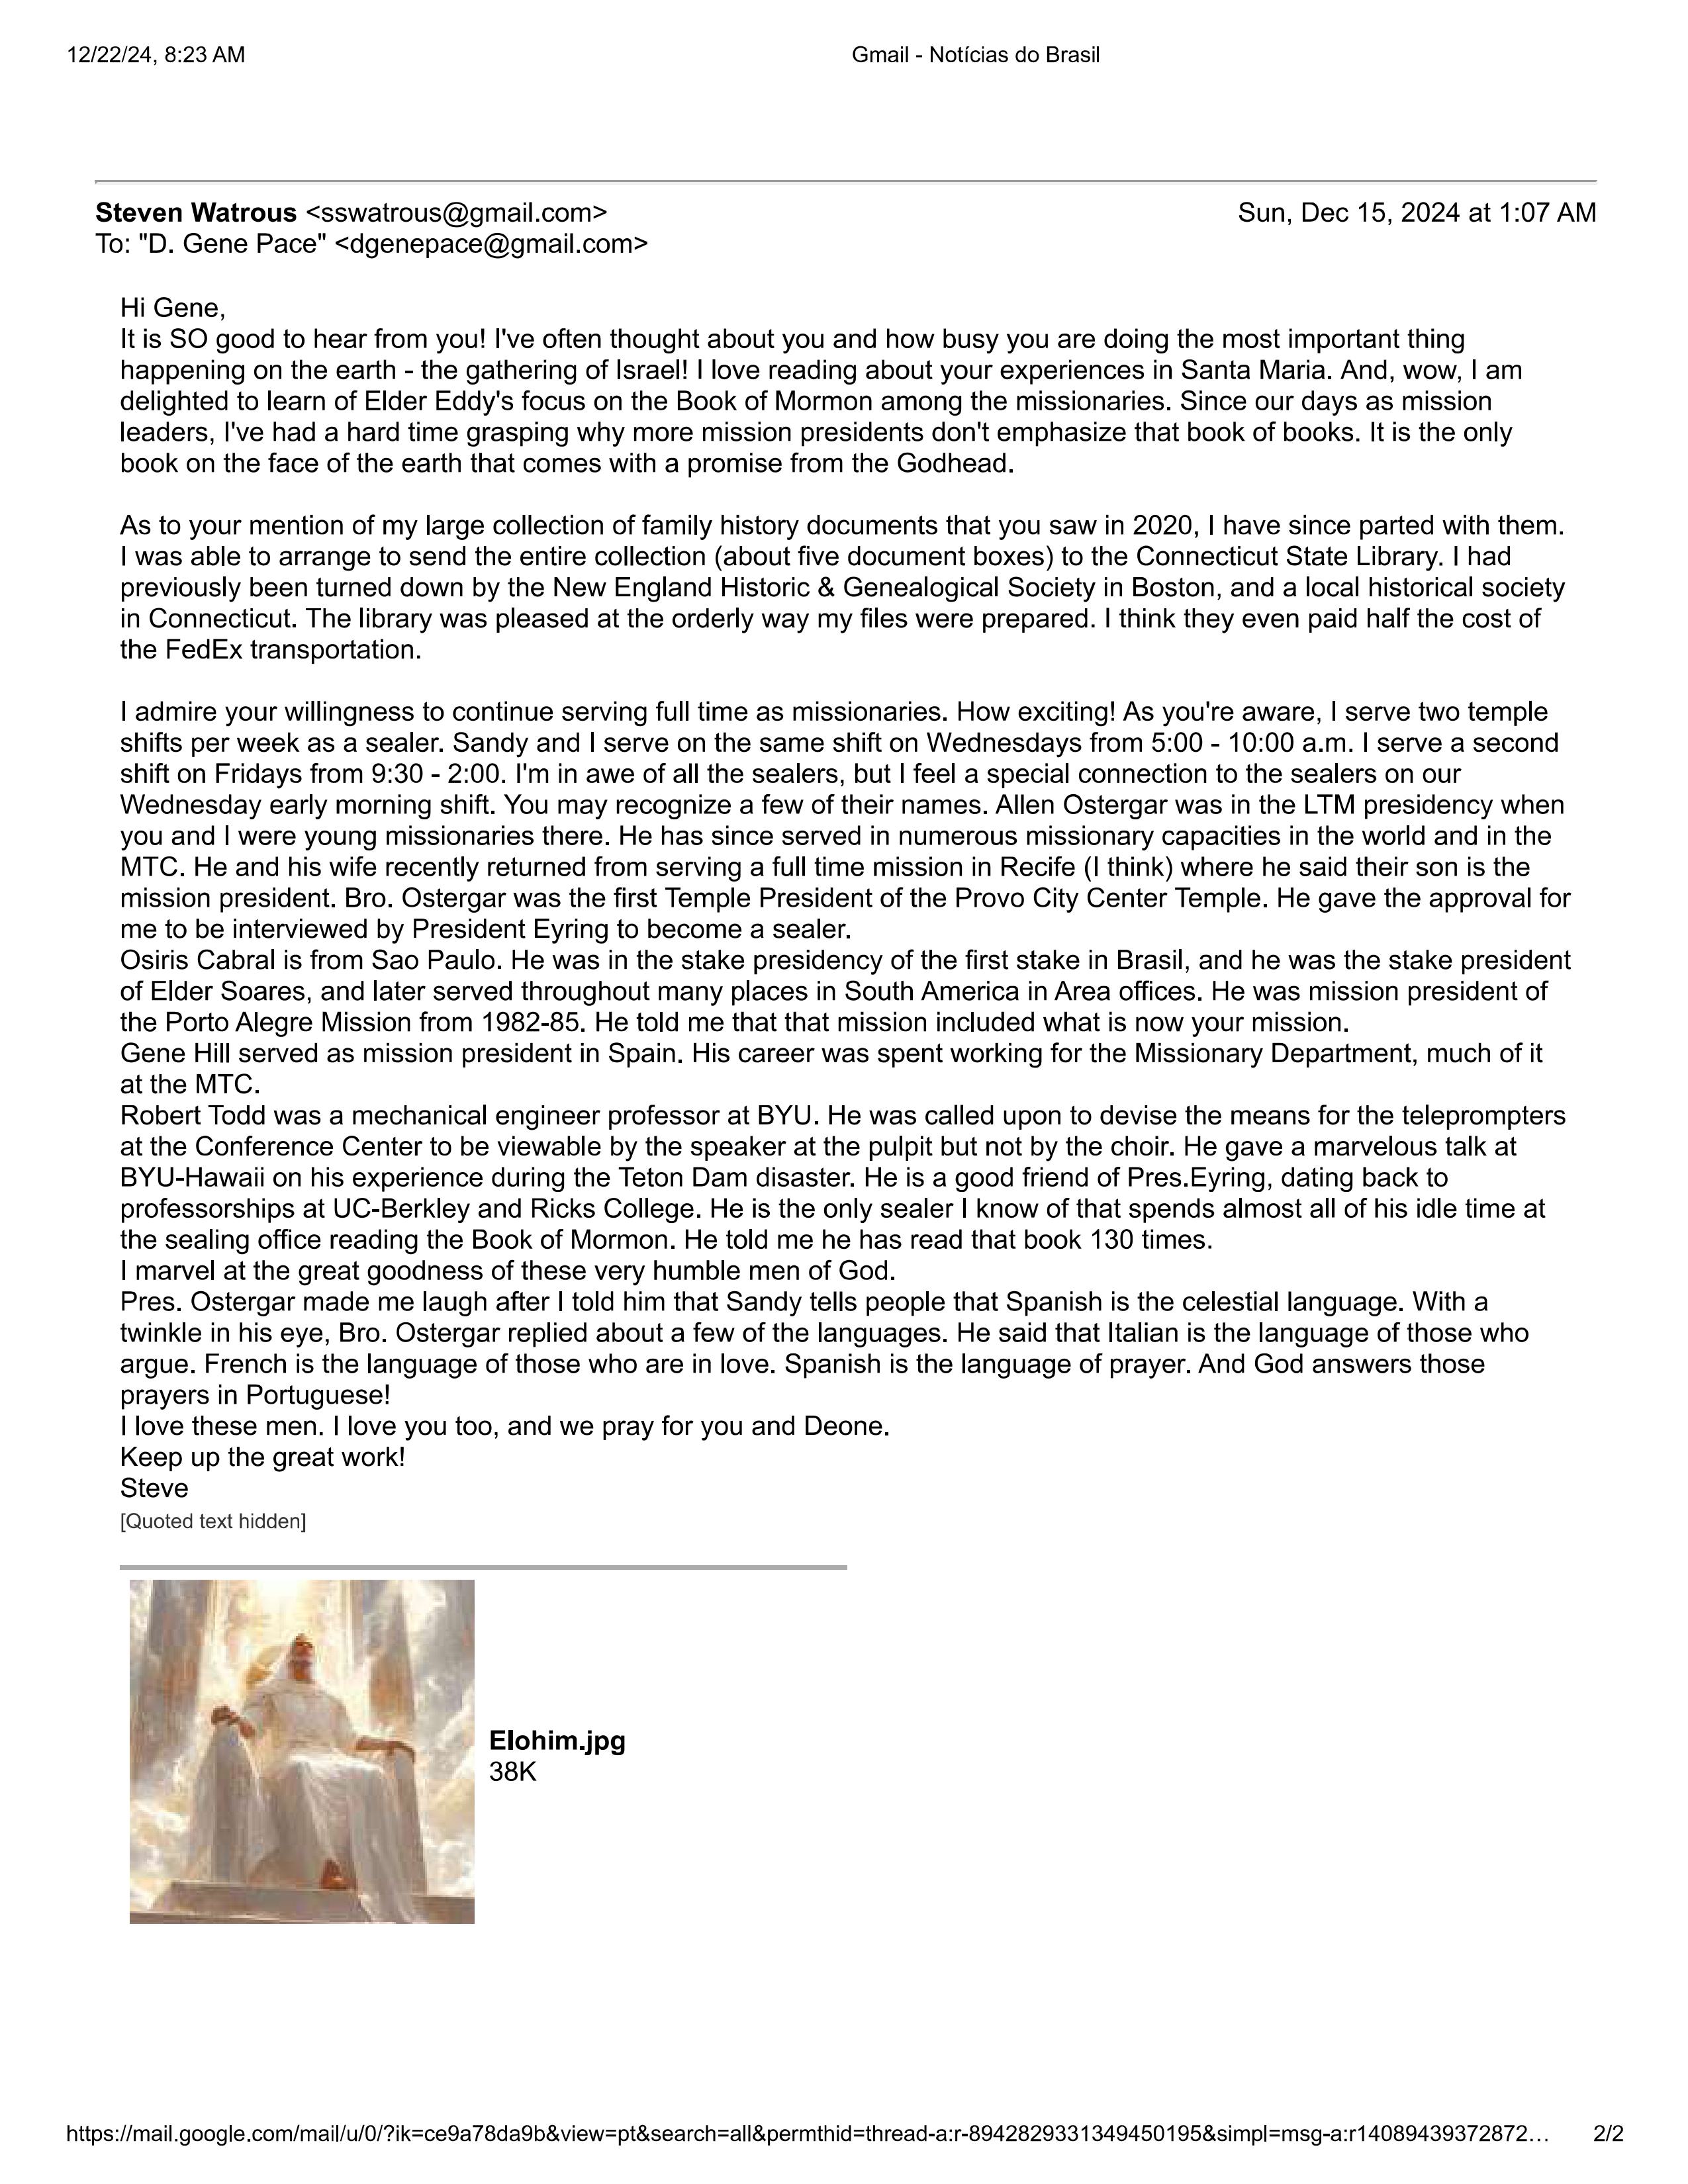 12/22/24, 8:23 AM
Gmail - Notícias do Brasil
Steven Watrous <sswatrous@gmail.com>
Sun, Dec 15, 2024 at 1:07 AM
To: "D. Gene Pace" <dgenepace@gmail.com>
Hi Gene,
It is SO good to hear from you! I've often thought about you and how busy you are doing the most important thing
happening on the earth - the gathering of Israel! I love reading about your experiences in Santa Maria. And, wow, I am
delighted to learn of Elder Eddy's focus on the Book of Mormon among the missionaries. Since our days as mission
leaders, I've had a hard time grasping why more mission presidents don't emphasize that book of books. It is the only
book on the face of the earth that comes with a promise from the Godhead.
As to your mention of my large collection of family history documents that you saw in 2020, I have since parted with them.
I was able to arrange to send the entire collection (about five document boxes) to the Connecticut State Library. I had
previously been turned down by the New England Historic & Genealogical Society in Boston, and a local historical society
in Connecticut. The library was pleased at the orderly way my files were prepared. I think they even paid half the cost of
the FedEx transportation.
I admire your willingness to continue serving full time as missionaries. How exciting! As you're aware, I serve two temple
shifts per week as a sealer. Sandy and I serve on the same shift on Wednesdays from 5:00 - 10:00 a.m. I serve a second
shift on Fridays from 9:30 - 2:00. I'm in awe of all the sealers, but I feel a special connection to the sealers on our
Wednesday early morning shift. You may recognize a few of their names. Allen Ostergar was in the LTM presidency when
you and I were young missionaries there. He has since served in numerous missionary capacities in the world and in the
MTC. He and his wife recently returned from serving a full time mission in Recife (I think) where he said their son is the
mission president. Bro. Ostergar was the first Temple President of the Provo City Center Temple. He gave the approval for
me to be interviewed by President Eyring to become a sealer.
Osiris Cabral is from Sao Paulo. He was in the stake presidency of the first stake in Brasil, and he was the stake president
of Elder Soares, and later served throughout many places in South America in Area offices. He was mission president of
the Porto Alegre Mission from 1982-85. He told me that that mission included what is now your mission.
Gene Hill served as mission president in Spain. His career was spent working for the Missionary Department, much of it
at the MTC.
Robert Todd was a mechanical engineer professor at BYU. He was called upon to devise the means for the teleprompters
at the Conference Center to be viewable by the speaker at the pulpit but not by the choir. He gave a marvelous talk at
BYU-Hawaii on his experience during the Teton Dam disaster. He is a good friend of Pres.Eyring, dating back to
professorships at UC-Berkley and Ricks College. He is the only sealer I know of that spends almost all of his idle time at
the sealing office reading the Book of Mormon. He told me he has read that book 130 times.
I marvel at the great goodness of these very humble men of God.
Pres. Ostergar made me laugh after I told him that Sandy tells people that Spanish is the celestial language. With a
twinkle in his eye, Bro. Ostergar replied about a few of the languages. He said that Italian is the language of those who
argue. French is the language of those who are in love. Spanish is the language of prayer. And God answers those
prayers in Portuguese!
I love these men. I love you too, and we pray for you and Deone.
Keep up the great work!
Steve
[Quoted text hidden]
Elohim.jpg
38K
https://mail.google.com/mail/u/0/?ik=ce9a78da9b&view=pt&search=all&permthid=thread-a:r-8942829331349450195&simpl=msg-a:r14089439372872…
2/2